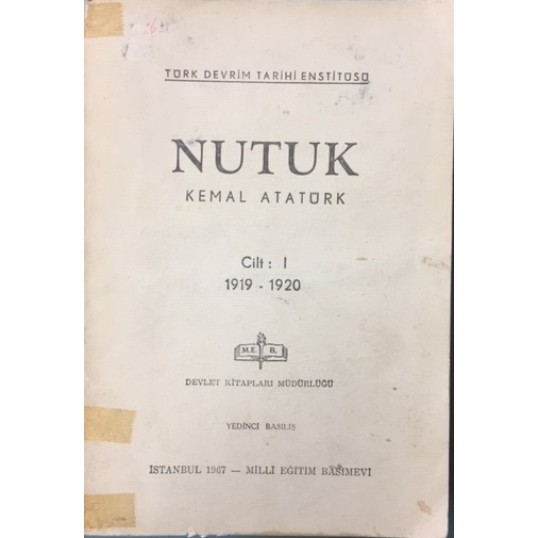 TÜRK DEVRİM TARİHİ ENSTİTÜSÜ
NUTUK
KEMAL ATATÜRK
Cilt : I
1919 - 1920
M.E. B.
DEVLET KİTAPLARI MÜDÜRLÜĞÜ
YEDİNCİ BASILIŞ
İSTANBUL 1967 — MİLLÎ EĞİTİM BASIMEVİ